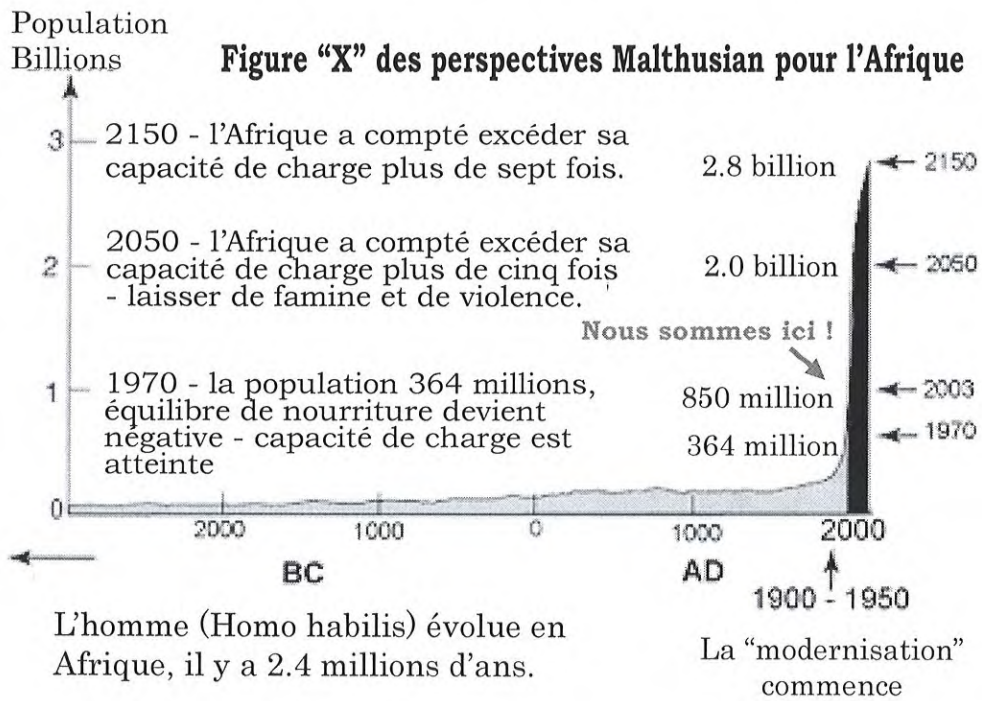 Population
Billions
Figure “X” des perspectives Malthusian pour l’Afrique
3
2150 - l’Afrique a compté excéder sa
capacité de charge plus de sept fois.
2.8 billion
2150
2050 - l’Afrique a compté excéder sa
capacité de charge plus de cinq fois
- laisser de famine et de violence.
2
2.0 billion
2050
Nous sommes ici !
1
1970 - la population 364 millions,
équilibre de nourriture devient
négative - capacité de charge est
atteinte
850 million
2003
364 million
1970
0
2000 1000 0 1000 2000
BC AD
1900 - 1950
L’homme (Homo habilis) évolue en
Afrique, il y a 2.4 millions d’ans.
La “modernisation”
commence